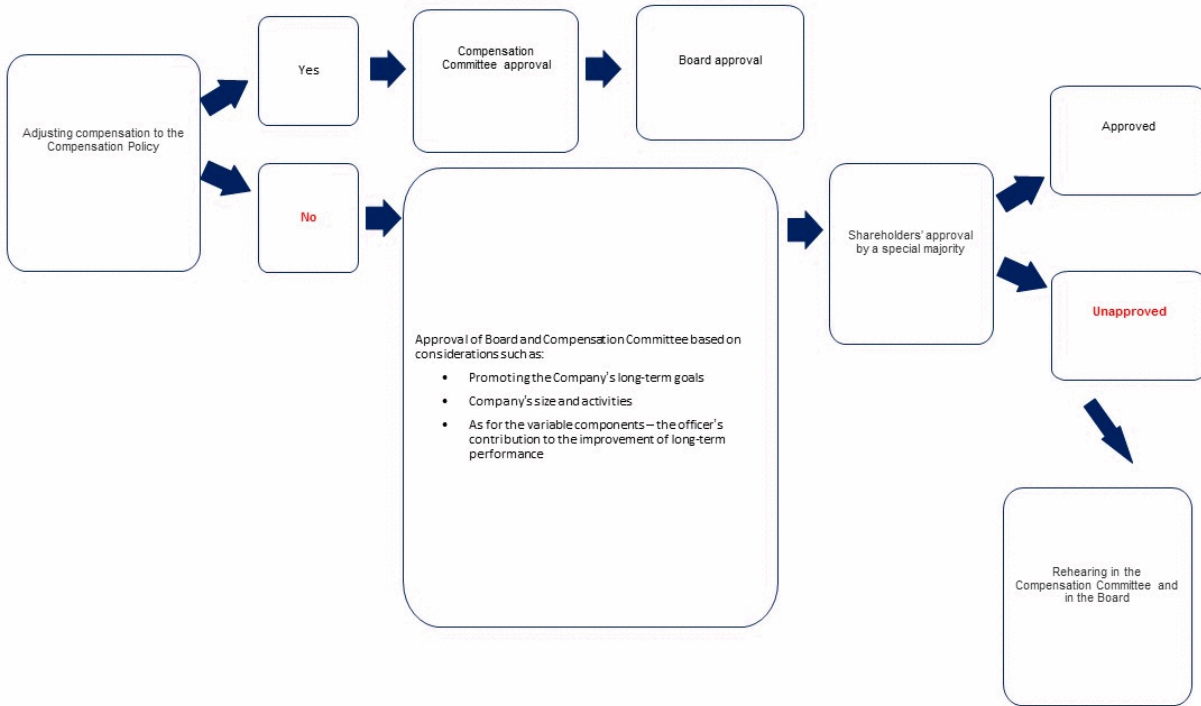 Adjusting compensation to the
Compensation Policy
Yes
Compensation
Committee approval
Board approval
No
Approval of Board and Compensation Committee based on
considerations such as:
• Promoting the Company's long-term goals
• Company's size and activities
• As for the variable components – the officer's
contribution to the improvement of long-term
performance
Shareholders' approval
by a special majority
Approved
Unapproved
Rehearing in the
Compensation Committee and
in the Board